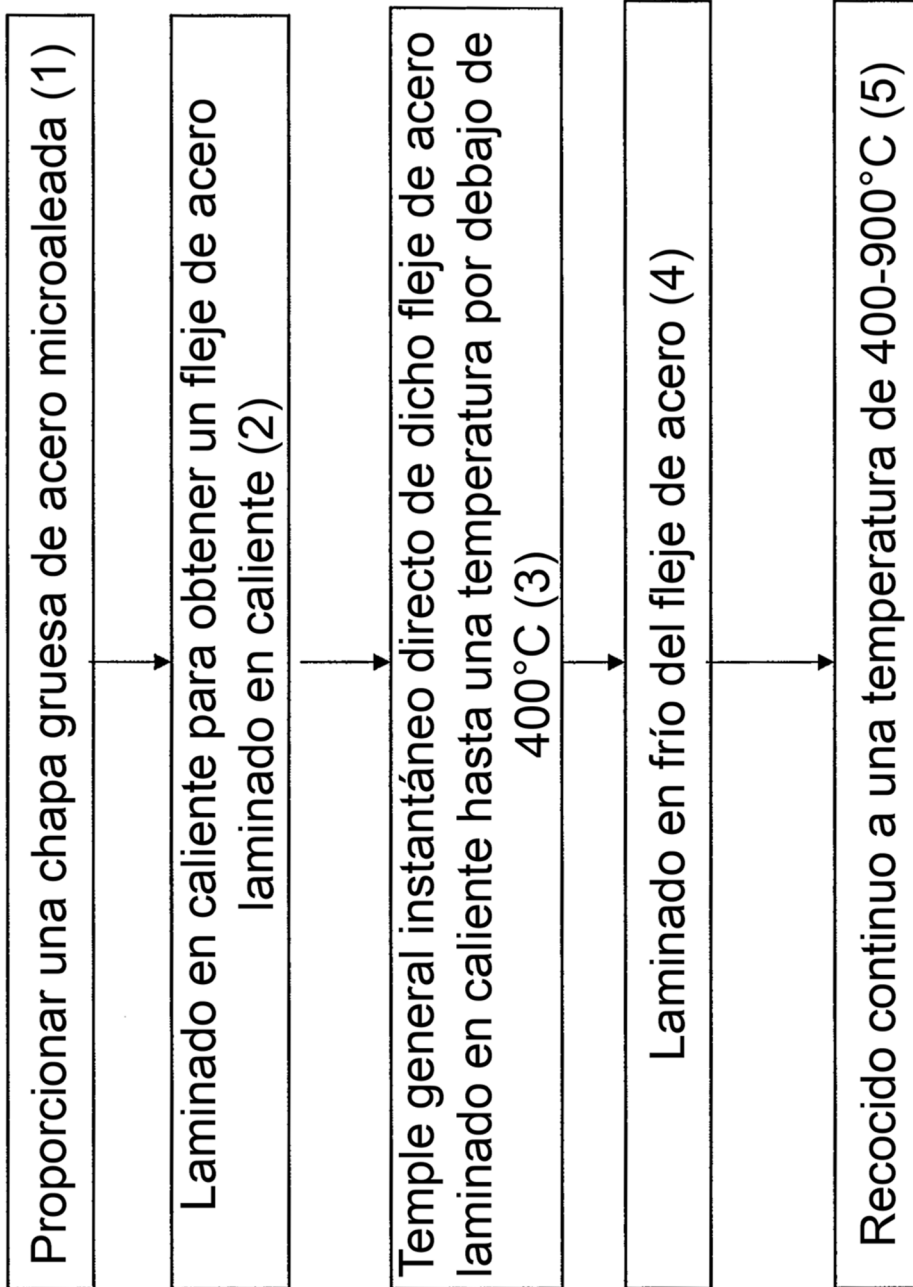 Proporcionar una chapa gruesa de acero microaleada (1)
Laminado en caliente para obtener un fleje de acero
laminado en caliente (2)
Temple general instantáneo directo de dicho fleje de acero
laminado en caliente hasta una temperatura por debajo de
400°C (3)
Laminado en frío del fleje de acero (4)
Recocido continuo a una temperatura de 400-900°C (5)